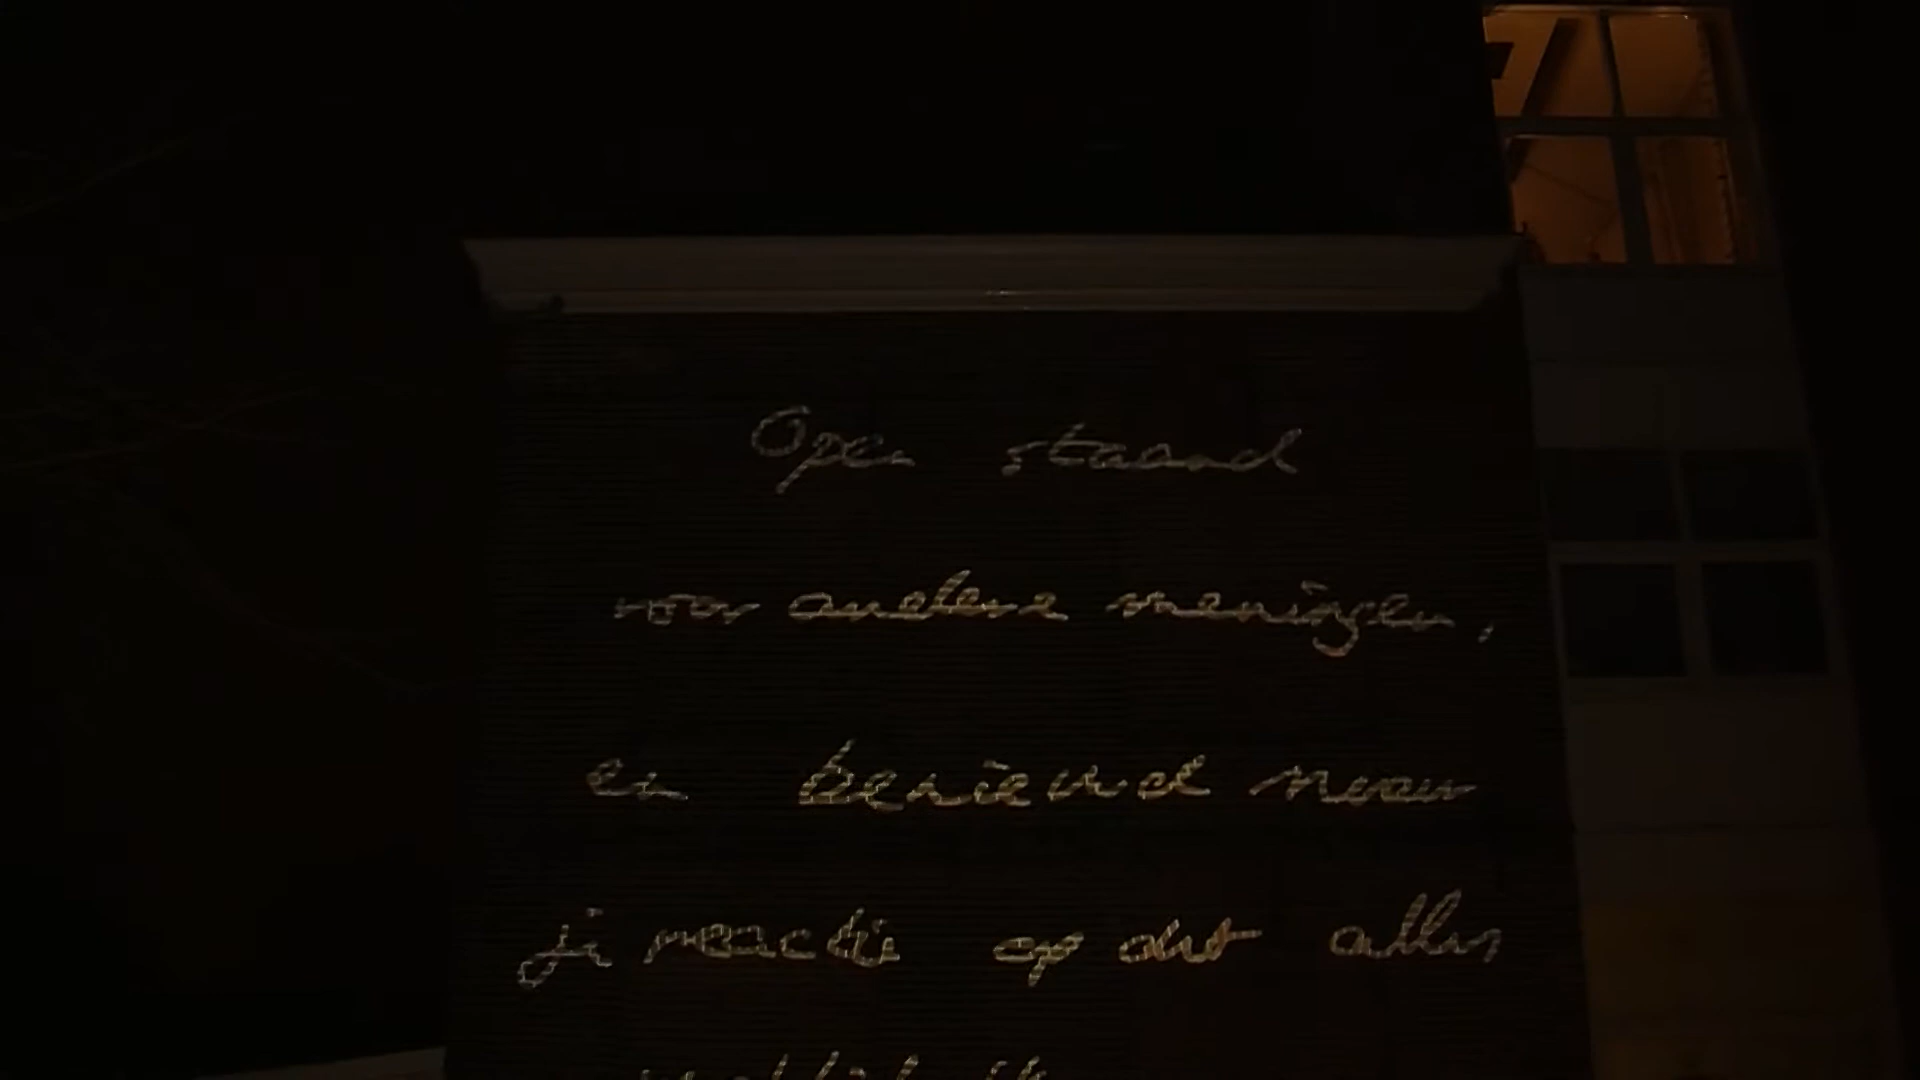 Open staand
voor andere meningen,
en benieuwd naar
je reactie op dit alles